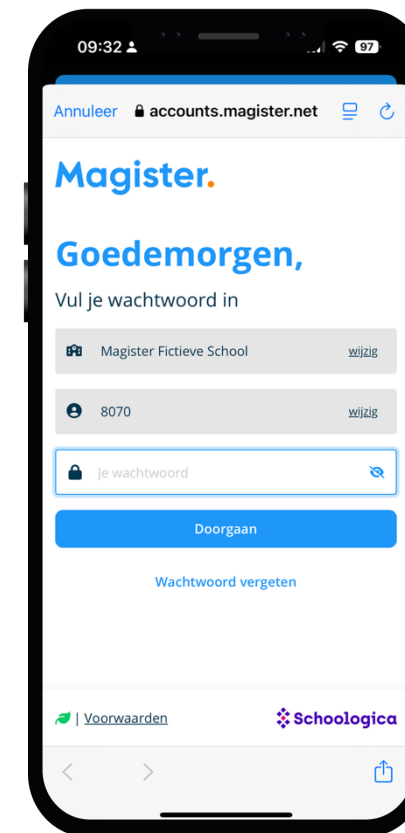 09:32
97
Annuleer accounts.magister.net
Magister.
Goedemorgen,
Vul je wachtwoord in
Magister Fictieve School wijzig
8070 wijzig
Je wachtwoord
Doorgaan
Wachtwoord vergeten
| Voorwaarden Schoologica